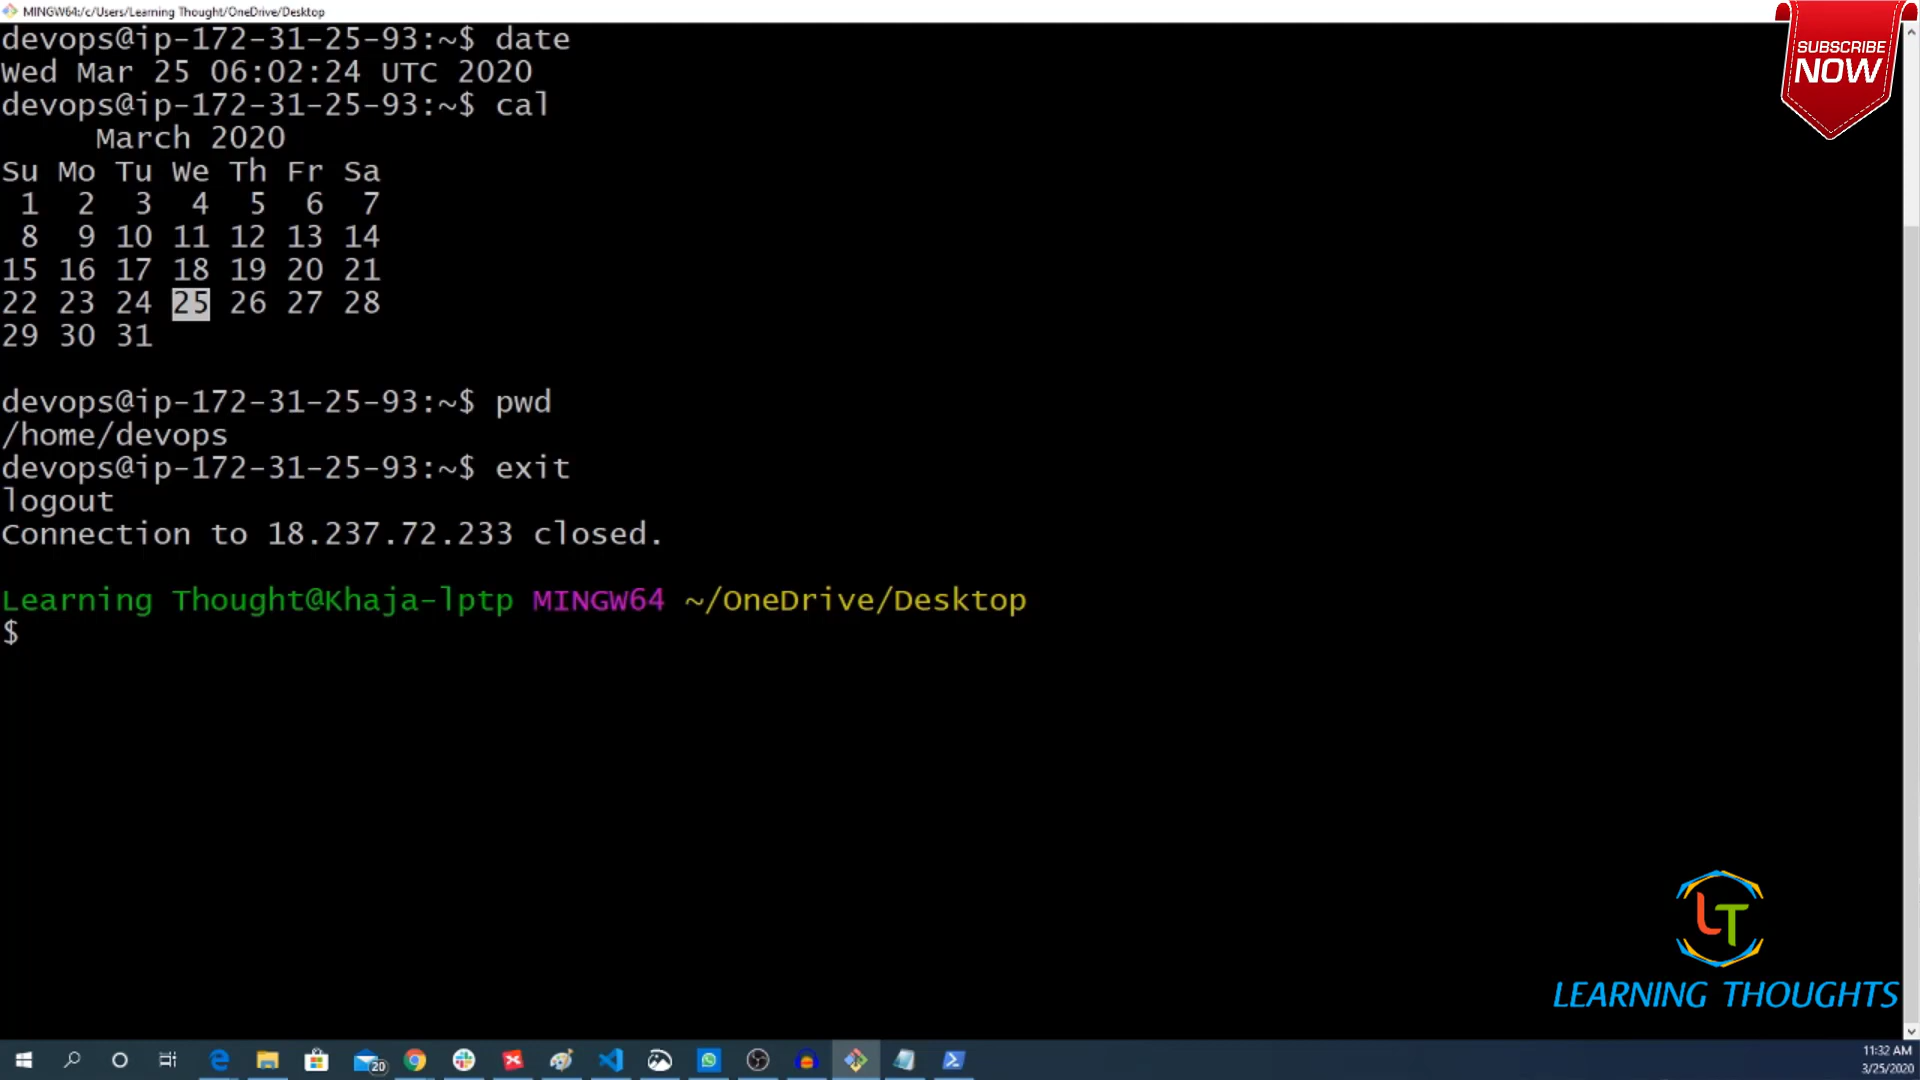 MINGW64:/c/Users/Learning Thought/OneDrive/Desktop
devops@ip-172-31-25-93:~$ date
Wed Mar 25 06:02:24 UTC 2020
devops@ip-172-31-25-93:~$ cal
March 2020
Su Mo Tu We Th Fr Sa
1 2 3 4 5 6 7
8 9 10 11 12 13 14
15 16 17 18 19 20 21
22 23 24 25 26 27 28
29 30 31
devops@ip-172-31-25-93:~$ pwd
/home/devops
devops@ip-172-31-25-93:~$ exit
logout
Connection to 18.237.72.233 closed.
Learning Thought@Khaja-lptp MINGW64 ~/OneDrive/Desktop
$
SUBSCRIBE
NOW
LT
LEARNING THOUGHTS
20
11:32 AM
3/25/2020